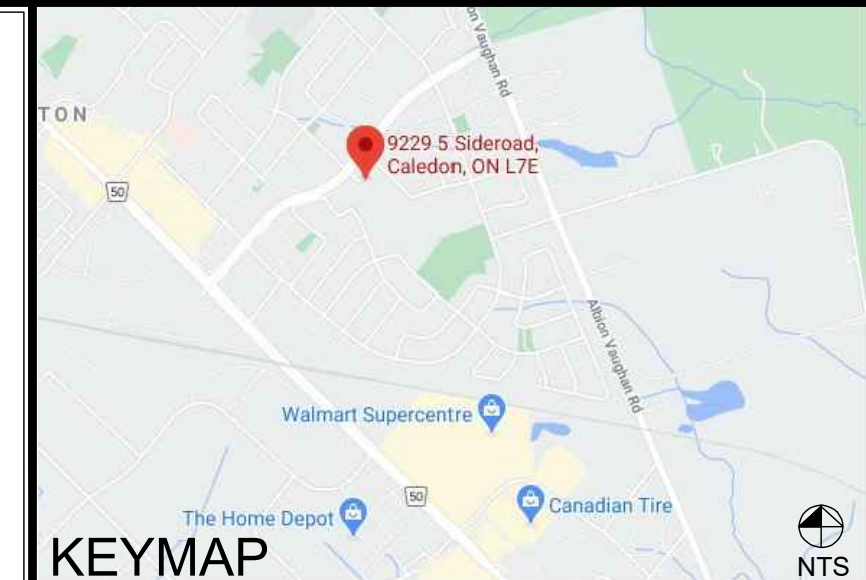 on Vaughan Rd
TON
9229 5 Sideroad,
Caledon, ON L7E
50
Albion Vaughan Rd
Walmart Supercentre
50
Canadian Tire
The Home Depot
KEYMAP
NTS